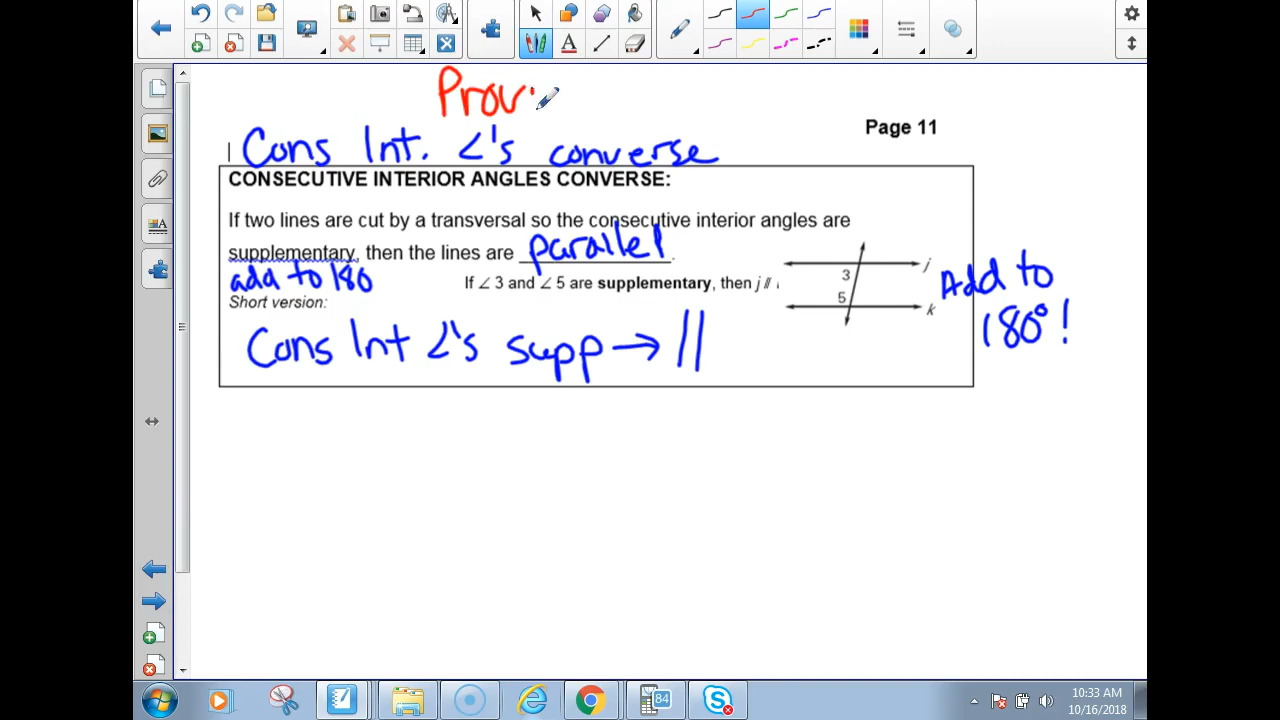 Prov
Page 11
Cons Int. ∠'s converse
CONSECUTIVE INTERIOR ANGLES CONVERSE:
If two lines are cut by a transversal so the consecutive interior angles are
supplementary, then the lines are parallel.
add to 180
If ∠ 3 and ∠ 5 are supplementary, then j //
Short version:
Cons Int ∠'s supp → ||
3
5
j
k
Add to
180° !
84
10:33 AM
10/16/2018